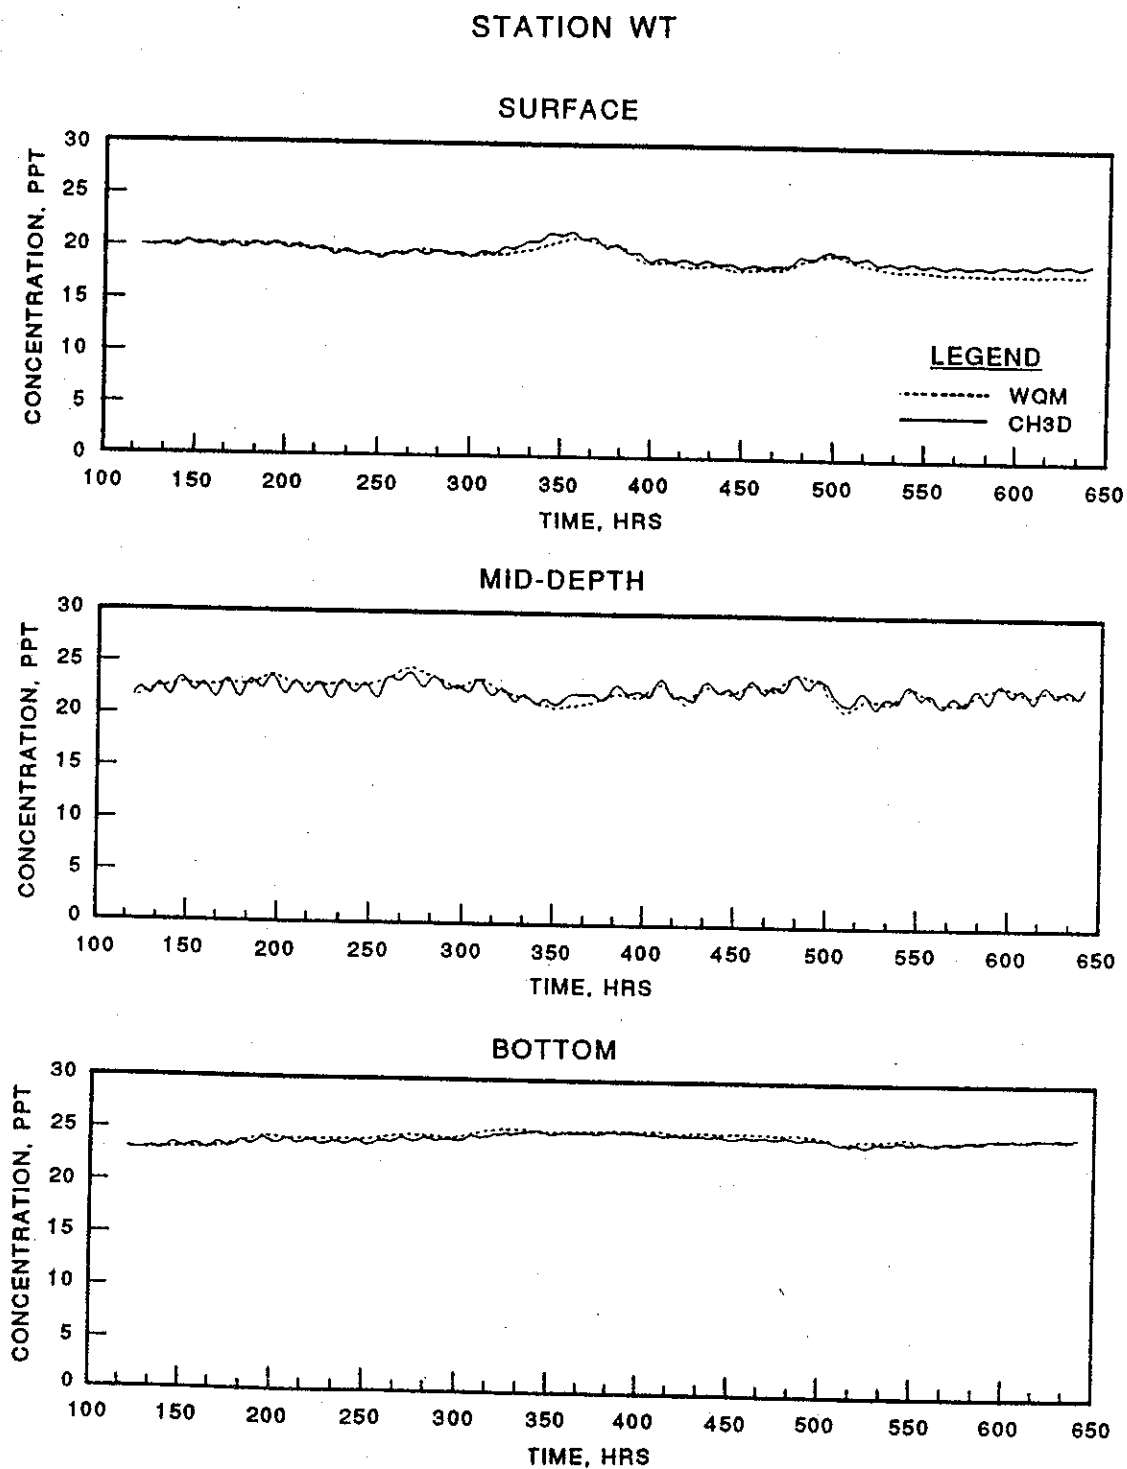 STATION WT
SURFACE
CONCENTRATION, PPT
30
25
20
15
10
5
0
LEGEND
WQM
CH3D
100 150 200 250 300 350 400 450 500 550 600 650
TIME, HRS
MID-DEPTH
CONCENTRATION, PPT
30
25
20
15
10
5
0
100 150 200 250 300 350 400 450 500 550 600 650
TIME, HRS
BOTTOM
CONCENTRATION, PPT
30
25
20
15
10
5
0
100 150 200 250 300 350 400 450 500 550 600 650
TIME, HRS